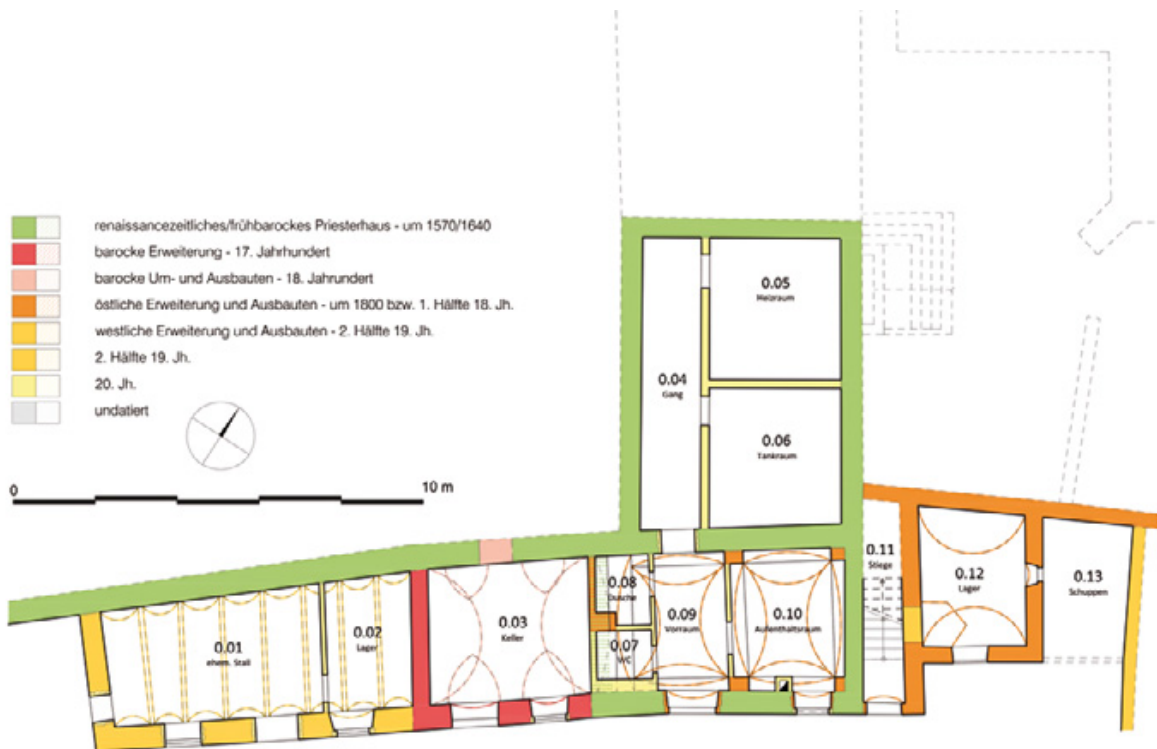 renaissancezeitliches/frühbarockes Priesterhaus - um 1570/1640
barocke Erweiterung - 17. Jahrhundert
barocke Um- und Ausbauten - 18. Jahrundert
östliche Erweiterung und Ausbauten - um 1800 bzw. 1. Hälfte 18. Jh.
westliche Erweiterung und Ausbauten - 2. Hälfte 19. Jh.
2. Hälfte 19. Jh.
20. Jh.
undatiert
0
10 m
0.05
Heizraum
0.04
Gang
0.06
Tankraum
0.11
Stiege
0.12
Lager
0.13
Schuppen
0.08
Dusche
0.09
Vorraum
0.10
Aufenthaltsraum
0.07
WC
0.03
Keller
0.02
Lager
0.01
ehem. Stall